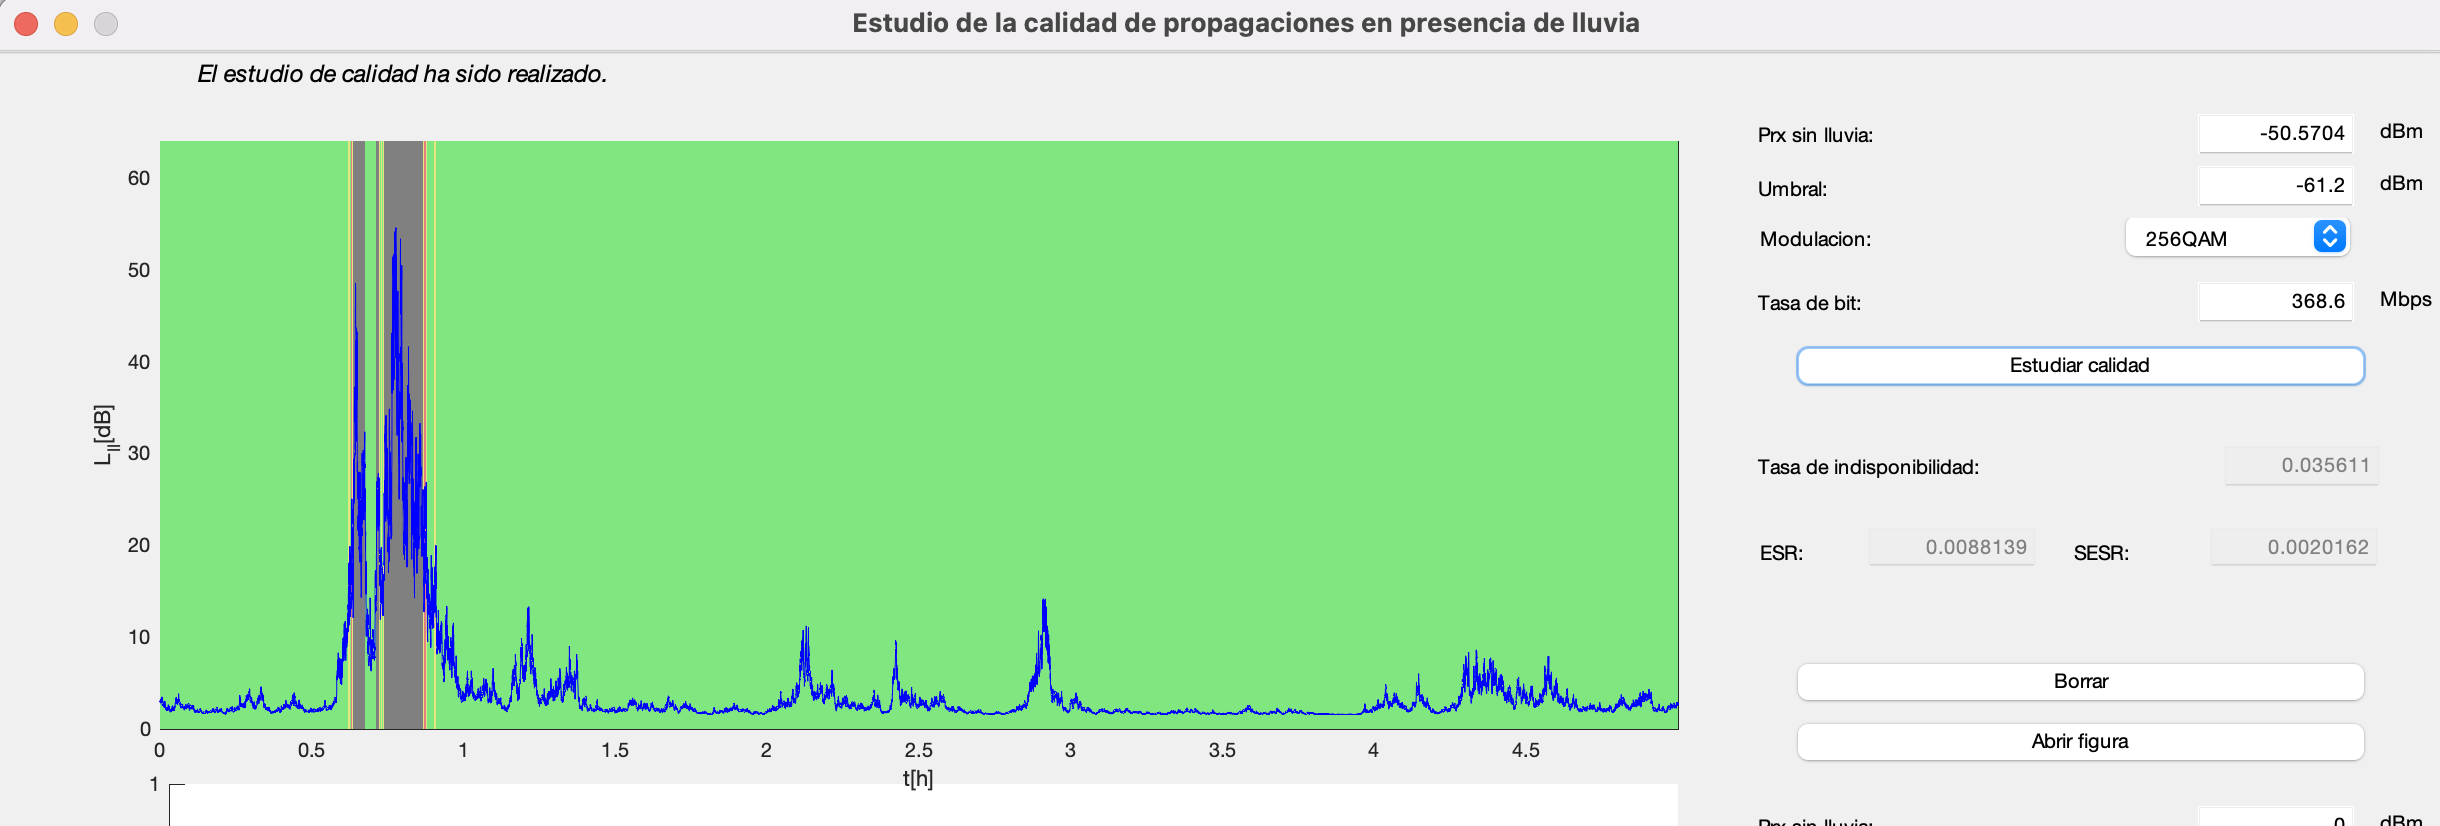 Estudio de la calidad de propagaciones en presencia de lluvia
El estudio de calidad ha sido realizado.
60
50
40
30
20
10
0
L||[dB]
0 0.5 1 1.5 2 2.5 3 3.5 4 4.5
t[h]
1
Prx sin lluvia: -50.5704 dBm
Umbral: -61.2 dBm
Modulacion: 256QAM
Tasa de bit: 368.6 Mbps
Estudiar calidad
Tasa de indisponibilidad: 0.035611
ESR: 0.0088139 SESR: 0.0020162
Borrar
Abrir figura
Prx sin lluvia: 0 dBm